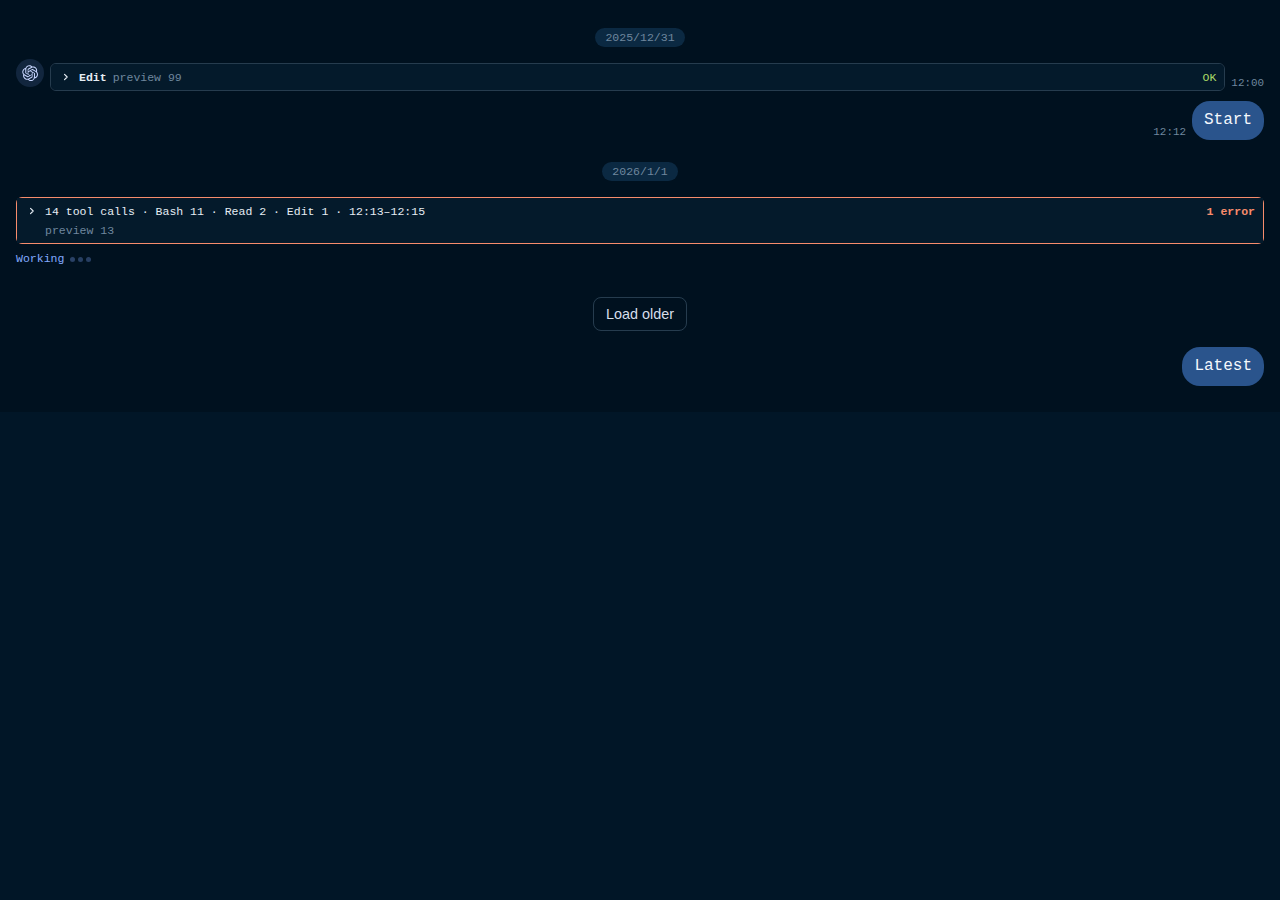 2025/12/31
Edit preview 99 OK 12:00
12:12 Start
2026/1/1
14 tool calls · Bash 11 · Read 2 · Edit 1 · 12:13–12:15 1 error
preview 13
Working
Load older
Latest